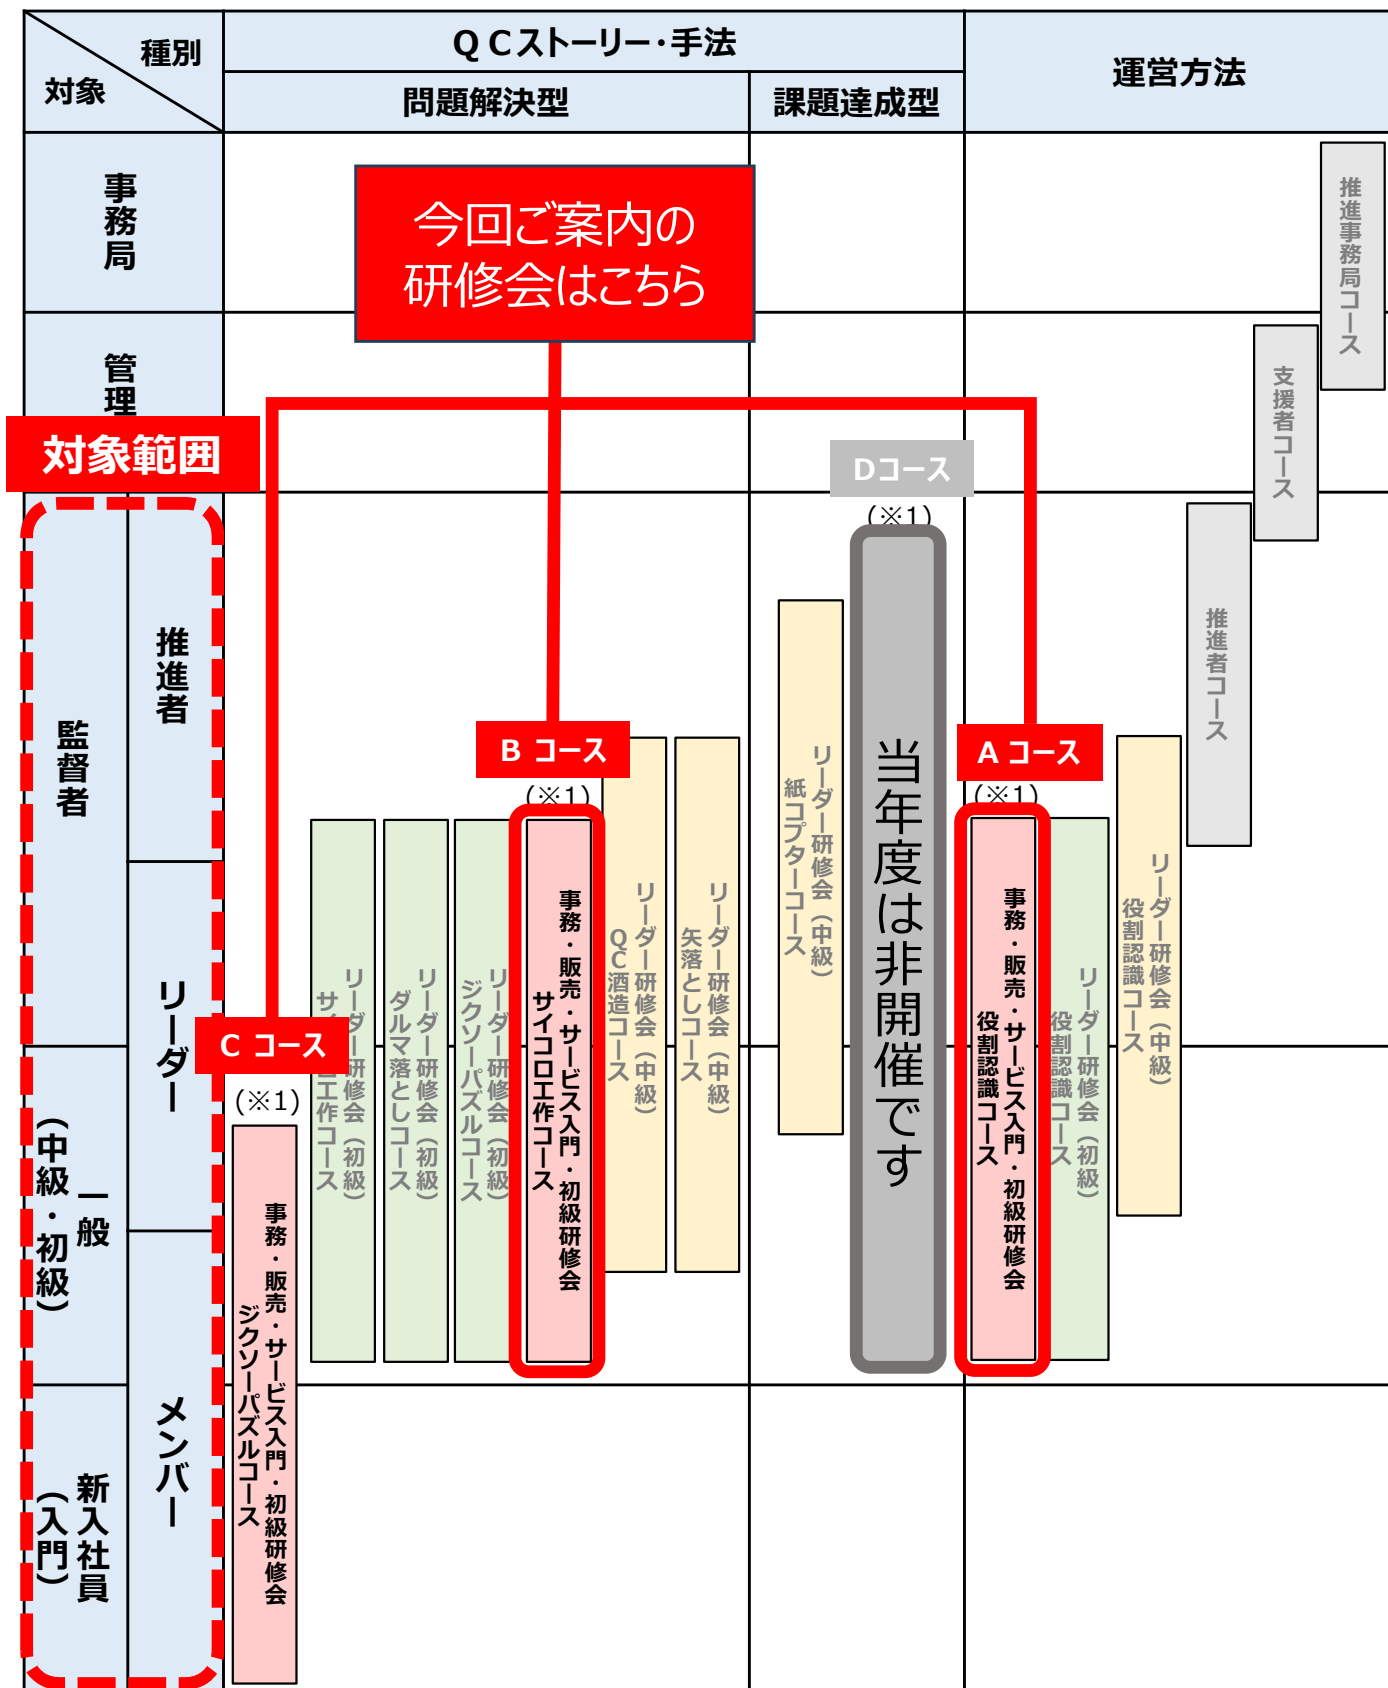 種別
対象
ＱＣストーリー・手法
運営方法
問題解決型
課題達成型
事務局
今回ご案内の
研修会はこちら
推進事務局コース
管理
支援者コース
対象範囲
Dコース
(※1)
推進者コース
監督者
推進者
リーダー
B コース
(※1)
A コース
(※1)
当年度は非開催です
リーダー研修会（中級）
紙コプターコース
リーダー研修会（中級）
役割認識コース
リーダー研修会（初級）
役割認識コース
事務・販売・サービス入門・初級研修会
役割認識コース
リーダー研修会（中級）
矢落としコース
リーダー研修会（中級）
QC酒造コース
事務・販売・サービス入門・初級研修会
サイコロ工作コース
リーダー研修会（初級）
ジクソーパズルコース
リーダー研修会（初級）
ダルマ落としコース
リーダー研修会（初級）
工作コース
C コース
(※1)
事務・販売・サービス入門・初級研修会
ジクソーパズルコース
一般
（中級・初級）
メンバー
新入社員
（入門）